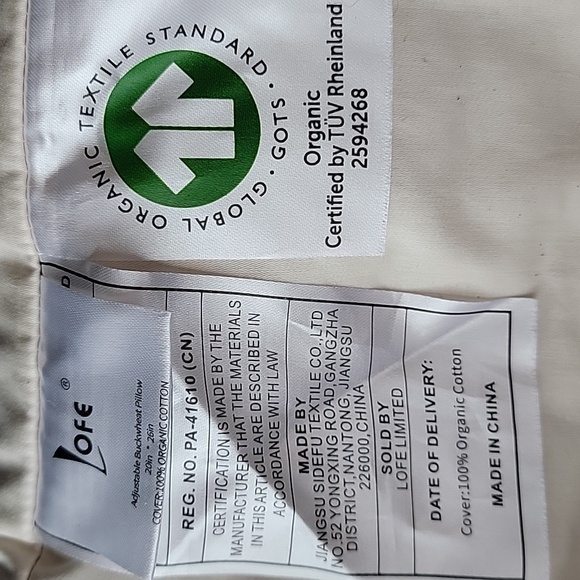 GLOBAL ORGANIC TEXTILE STANDARD · GOTS ·
Organic
Certified by TÜV Rheinland
2594268
LOFE ®
Adjustable Buckwheat Pillow
20in * 26in
COVER:100% ORGANIC COTTON
D
REG. NO. PA-41610 (CN)
CERTIFICATION IS MADE BY THE
MANUFACTURER THAT THE MATERIALS
IN THIS ARTICLE ARE DESCRIBED IN
ACCORDANCE WITH LAW
MADE BY
JIANGSU SIDEFU TEXTILE CO.,LTD
NO.52 YONGXING ROAD,GANGZHA
DISTRICT,NANTONG, JIANGSU
226000,CHINA
SOLD BY
LOFE LIMITED
DATE OF DELIVERY:
Cover:100% Organic Cotton
MADE IN CHINA